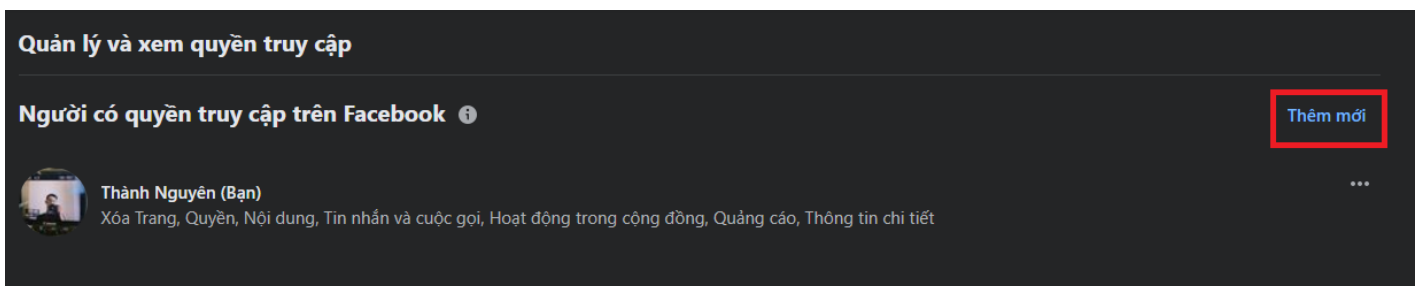 Quản lý và xem quyền truy cập
Người có quyền truy cập trên Facebook
Thêm mới
Thành Nguyên (Bạn)
Xóa Trang, Quyền, Nội dung, Tin nhắn và cuộc gọi, Hoạt động trong cộng đồng, Quảng cáo, Thông tin chi tiết